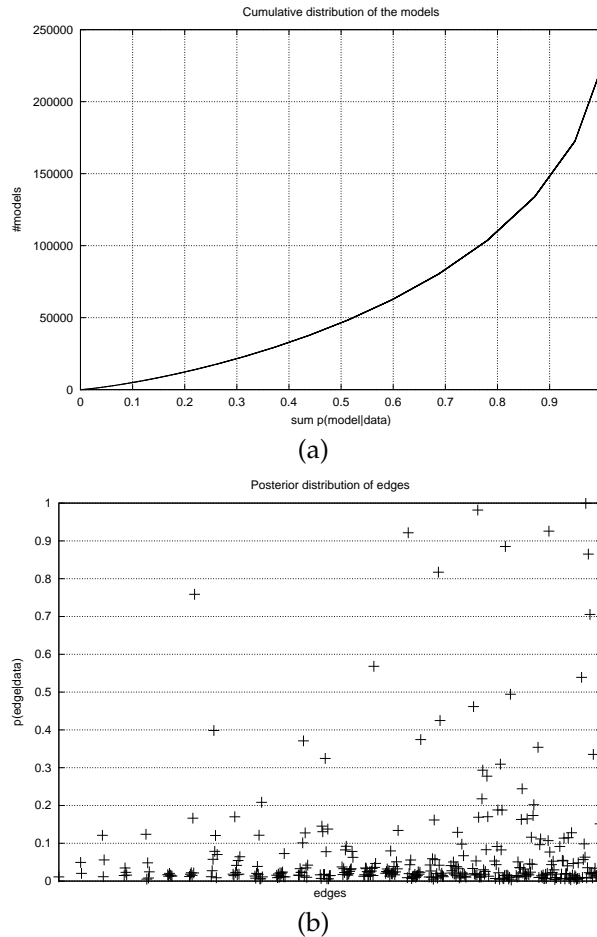 Cumulative distribution of the models
250000
200000
150000
100000
50000
0
#models
0 0.1 0.2 0.3 0.4 0.5 0.6 0.7 0.8 0.9
sum p(model|data)
(a)
Posterior distribution of edges
1
0.9
0.8
0.7
0.6
0.5
0.4
0.3
0.2
0.1
0
p(edge|data)
edges
(b)